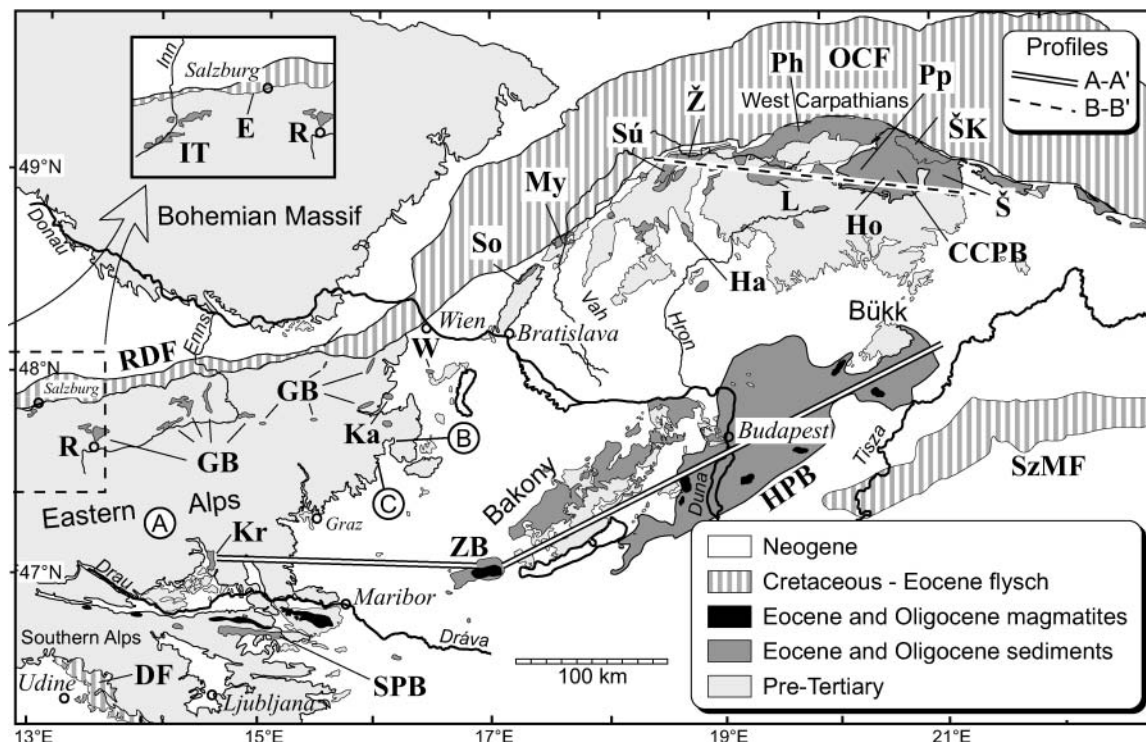 Inn
Salzburg
E
R
IT
Ph
OCF
Pp
West Carpathians
Ž
ŠK
Sú
Profiles
A-A'
B-B'
49°N
My
L
Ho
Š
CCPB
Bohemian Massif
Donau
So
Vah
Ha
Hron
Bükk
Enns
Wien
Bratislava
RDF
W
48°N
Salzburg
GB
Ka
B
R
GB
C
Budapest
Tisza
SzMF
Bakony
Duna
HPB
Eastern Alps
A
Graz
Kr
ZB
47°N
Drau
Maribor
Dráva
Southern Alps
Udine
DF
SPB
Ljubljana
100 km
Neogene
Cretaceous - Eocene flysch
Eocene and Oligocene magmatites
Eocene and Oligocene sediments
Pre-Tertiary
13°E
15°E
17°E
19°E
21°E